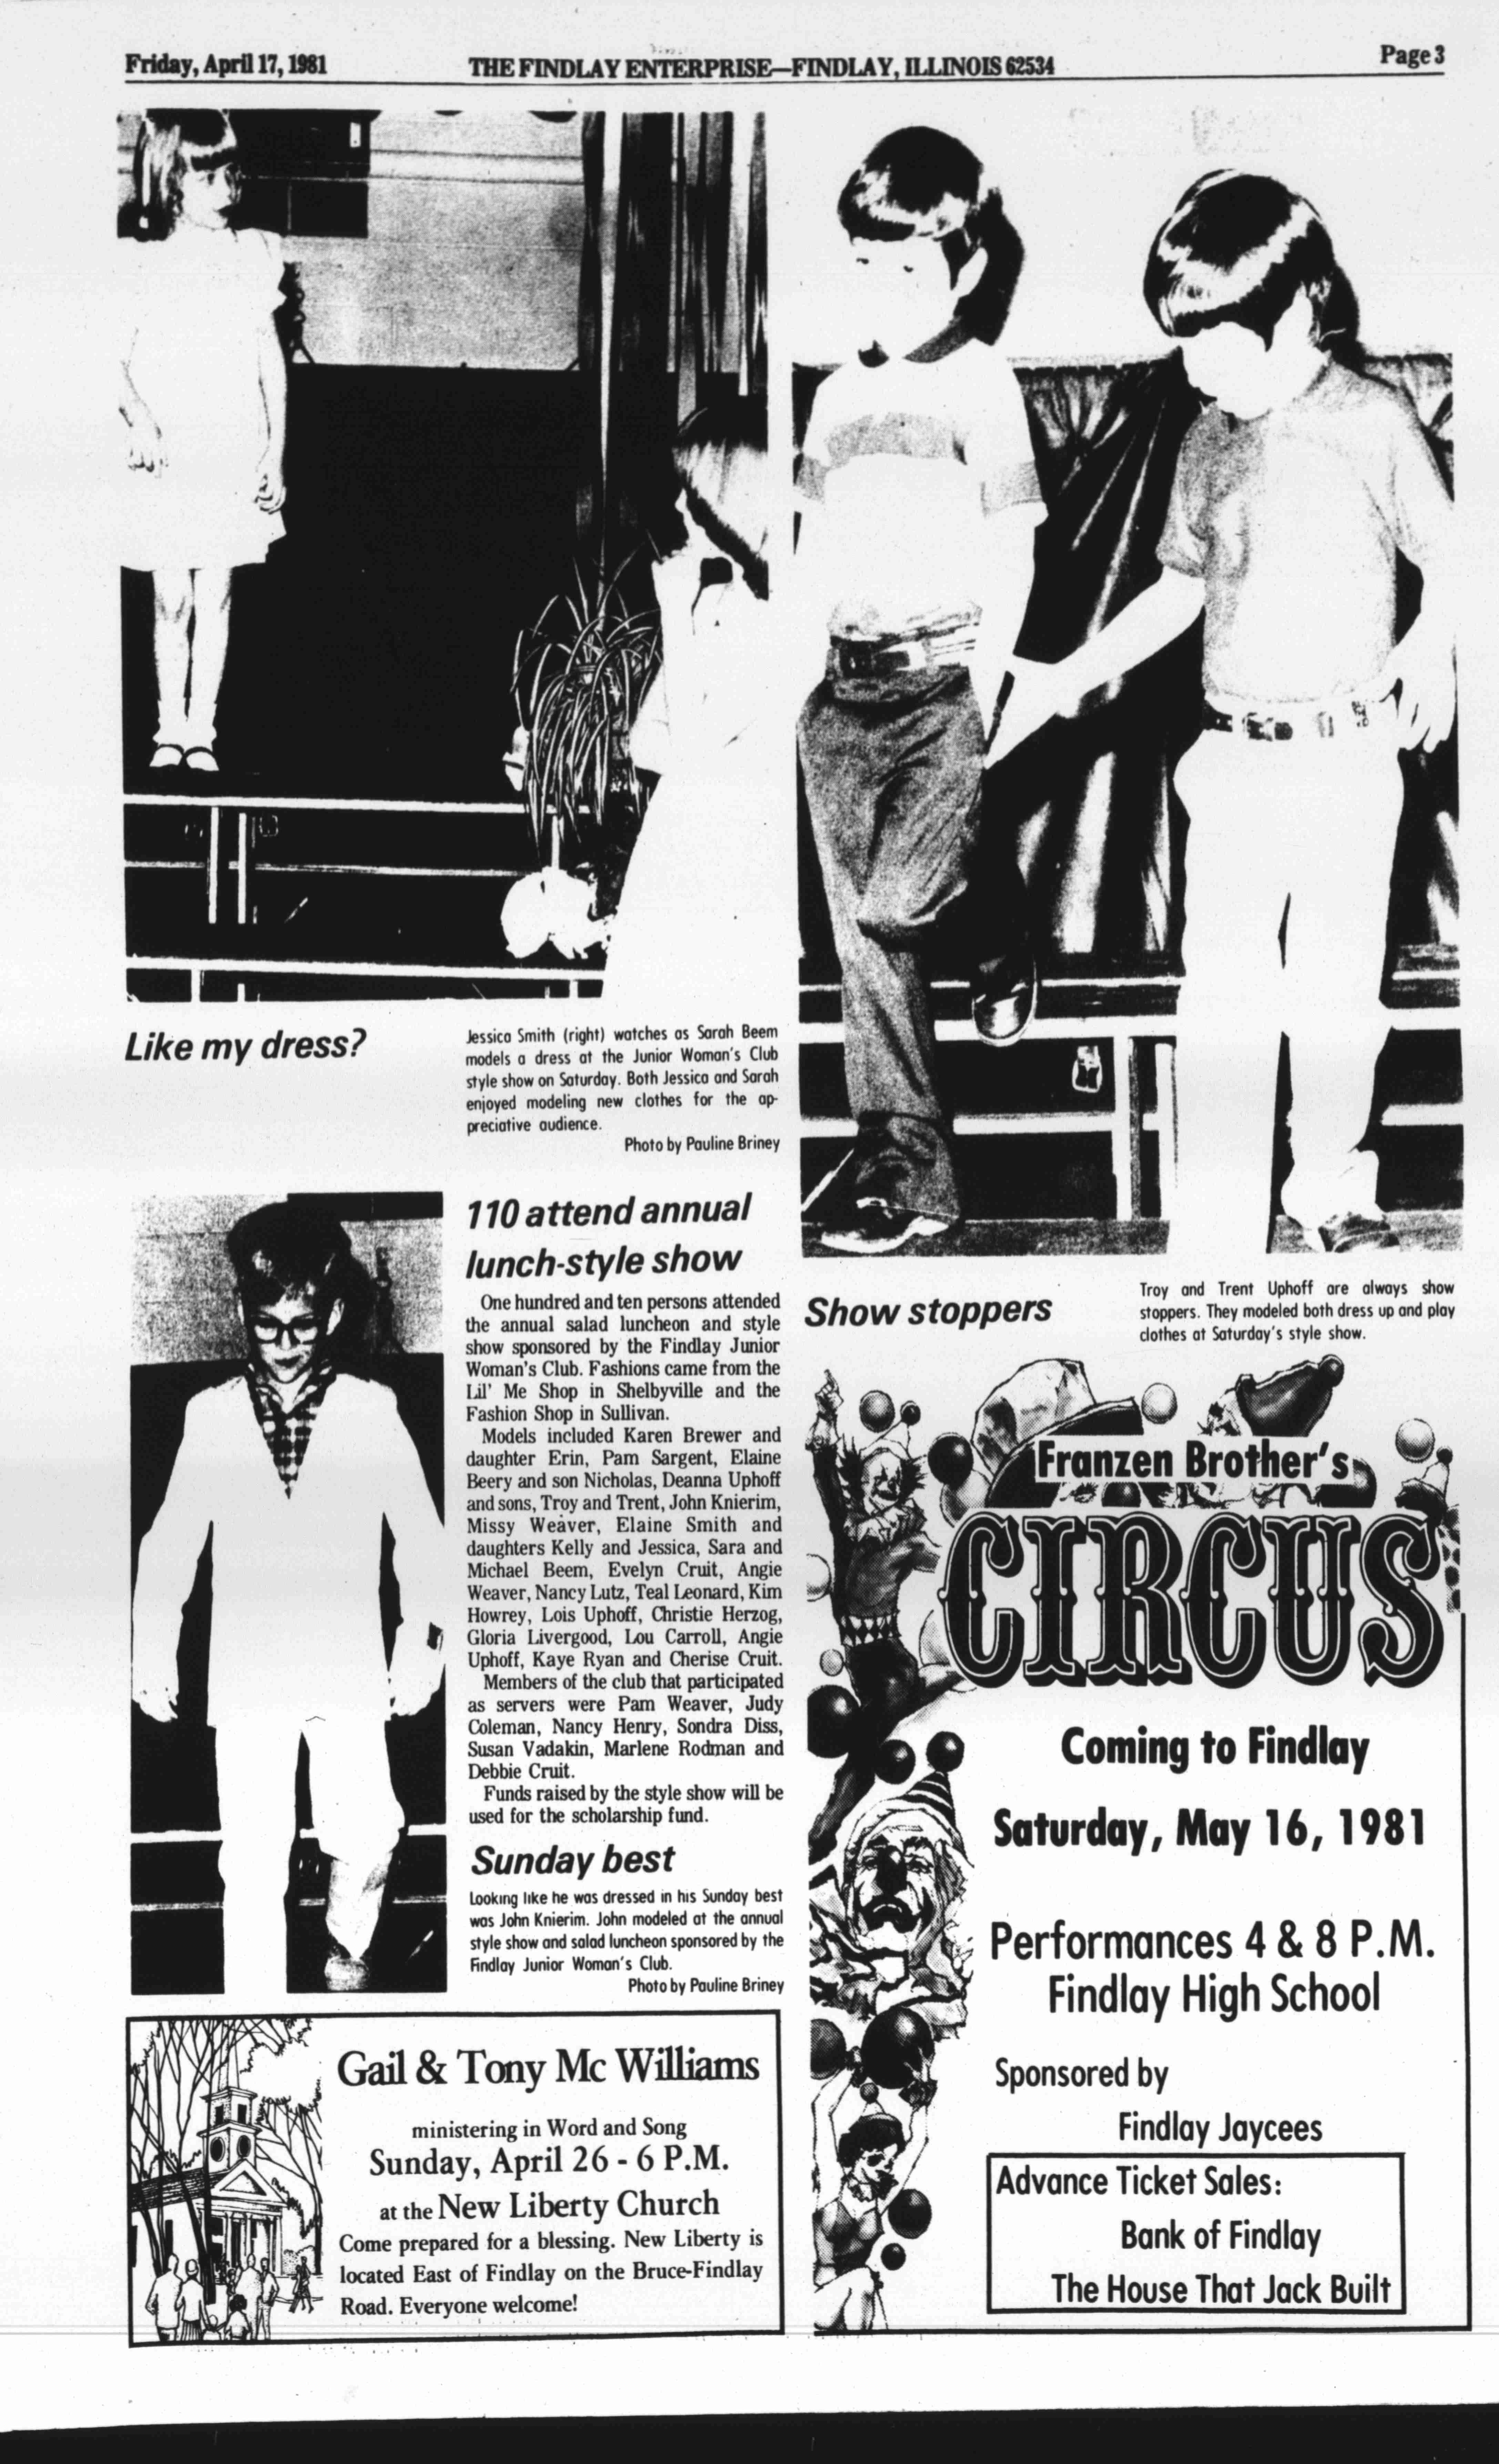 Friday, April 17, 1981
THE FINDLAY ENTERPRISE—FINDLAY, ILLINOIS 62534
Page 3
Like my dress?
Jessica Smith (right) watches as Sarah Beem
models a dress at the Junior Woman's Club
style show on Saturday. Both Jessica and Sarah
enjoyed modeling new clothes for the ap-
preciative audience.
Photo by Pauline Briney
110 attend annual
lunch-style show
One hundred and ten persons attended
the annual salad luncheon and style
show sponsored by the Findlay Junior
Woman's Club. Fashions came from the
Lil' Me Shop in Shelbyville and the
Fashion Shop in Sullivan.
Models included Karen Brewer and
daughter Erin, Pam Sargent, Elaine
Beery and son Nicholas, Deanna Uphoff
and sons, Troy and Trent, John Knierim,
Missy Weaver, Elaine Smith and
daughters Kelly and Jessica, Sara and
Michael Beem, Evelyn Cruit, Angie
Weaver, Nancy Lutz, Teal Leonard, Kim
Howrey, Lois Uphoff, Christie Herzog,
Gloria Livergood, Lou Carroll, Angie
Uphoff, Kaye Ryan and Cherise Cruit.
Members of the club that participated
as servers were Pam Weaver, Judy
Coleman, Nancy Henry, Sondra Diss,
Susan Vadakin, Marlene Rodman and
Debbie Cruit.
Funds raised by the style show will be
used for the scholarship fund.
Sunday best
Looking like he was dressed in his Sunday best
was John Knierim. John modeled at the annual
style show and salad luncheon sponsored by the
Findlay Junior Woman's Club.
Photo by Pauline Briney
Gail & Tony Mc Williams
ministering in Word and Song
Sunday, April 26 - 6 P.M.
at the New Liberty Church
Come prepared for a blessing. New Liberty is
located East of Findlay on the Bruce-Findlay
Road. Everyone welcome!
Show stoppers
Troy and Trent Uphoff are always show
stoppers. They modeled both dress up and play
clothes at Saturday's style show.
Franzen Brother's
CIRCUS
Coming to Findlay
Saturday, May 16, 1981
Performances 4 & 8 P.M.
Findlay High School
Sponsored by
Findlay Jaycees
Advance Ticket Sales:
Bank of Findlay
The House That Jack Built